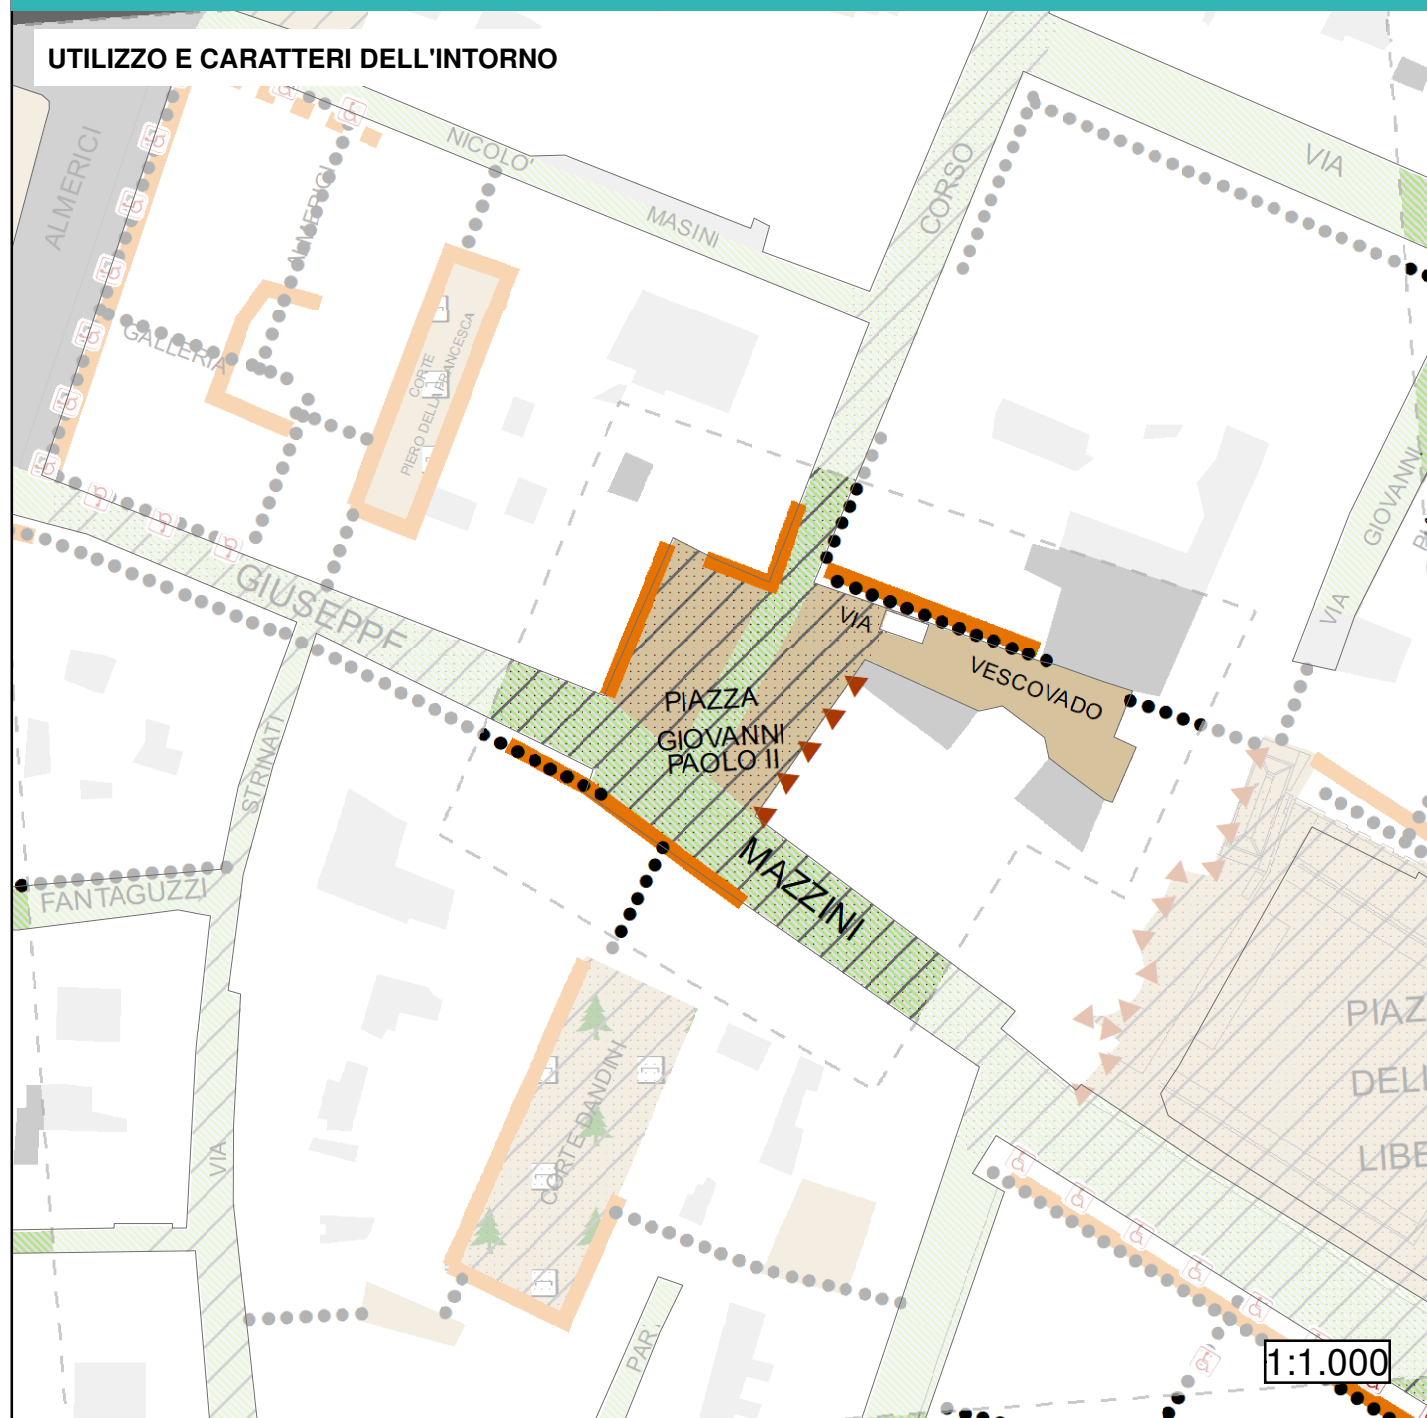 UTILIZZO E CARATTERI DELL'INTORNO
ALMERICI
ALMERICI
NICOLO'
MASINI
CORSO
VIA
GALLERIA
CORTE
PIERO DELLA FRANCESCA
GIOVANNI
VIA
GIUSEPPE
VIA
VESCOVADO
PIAZZA
GIOVANNI
PAOLO II
STRINATI
FANTAGUZZI
MAZZINI
PIAZ
DELL
LIBE
CORTE DANDINI
VIA
PAR.
1:1.000